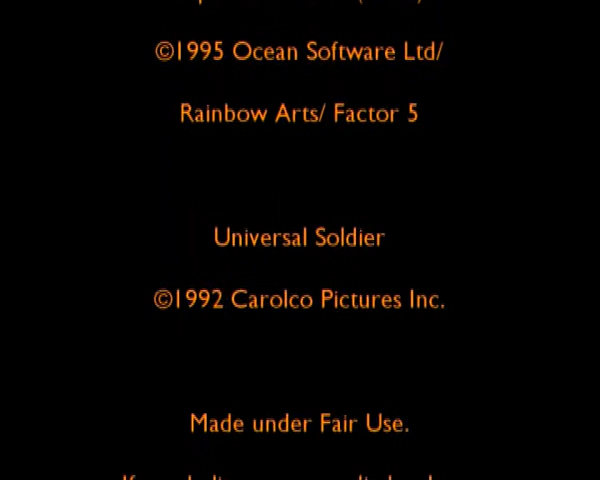 ©1995 Ocean Software Ltd/
Rainbow Arts/ Factor 5
Universal Soldier
©1992 Carolco Pictures Inc.
Made under Fair Use.